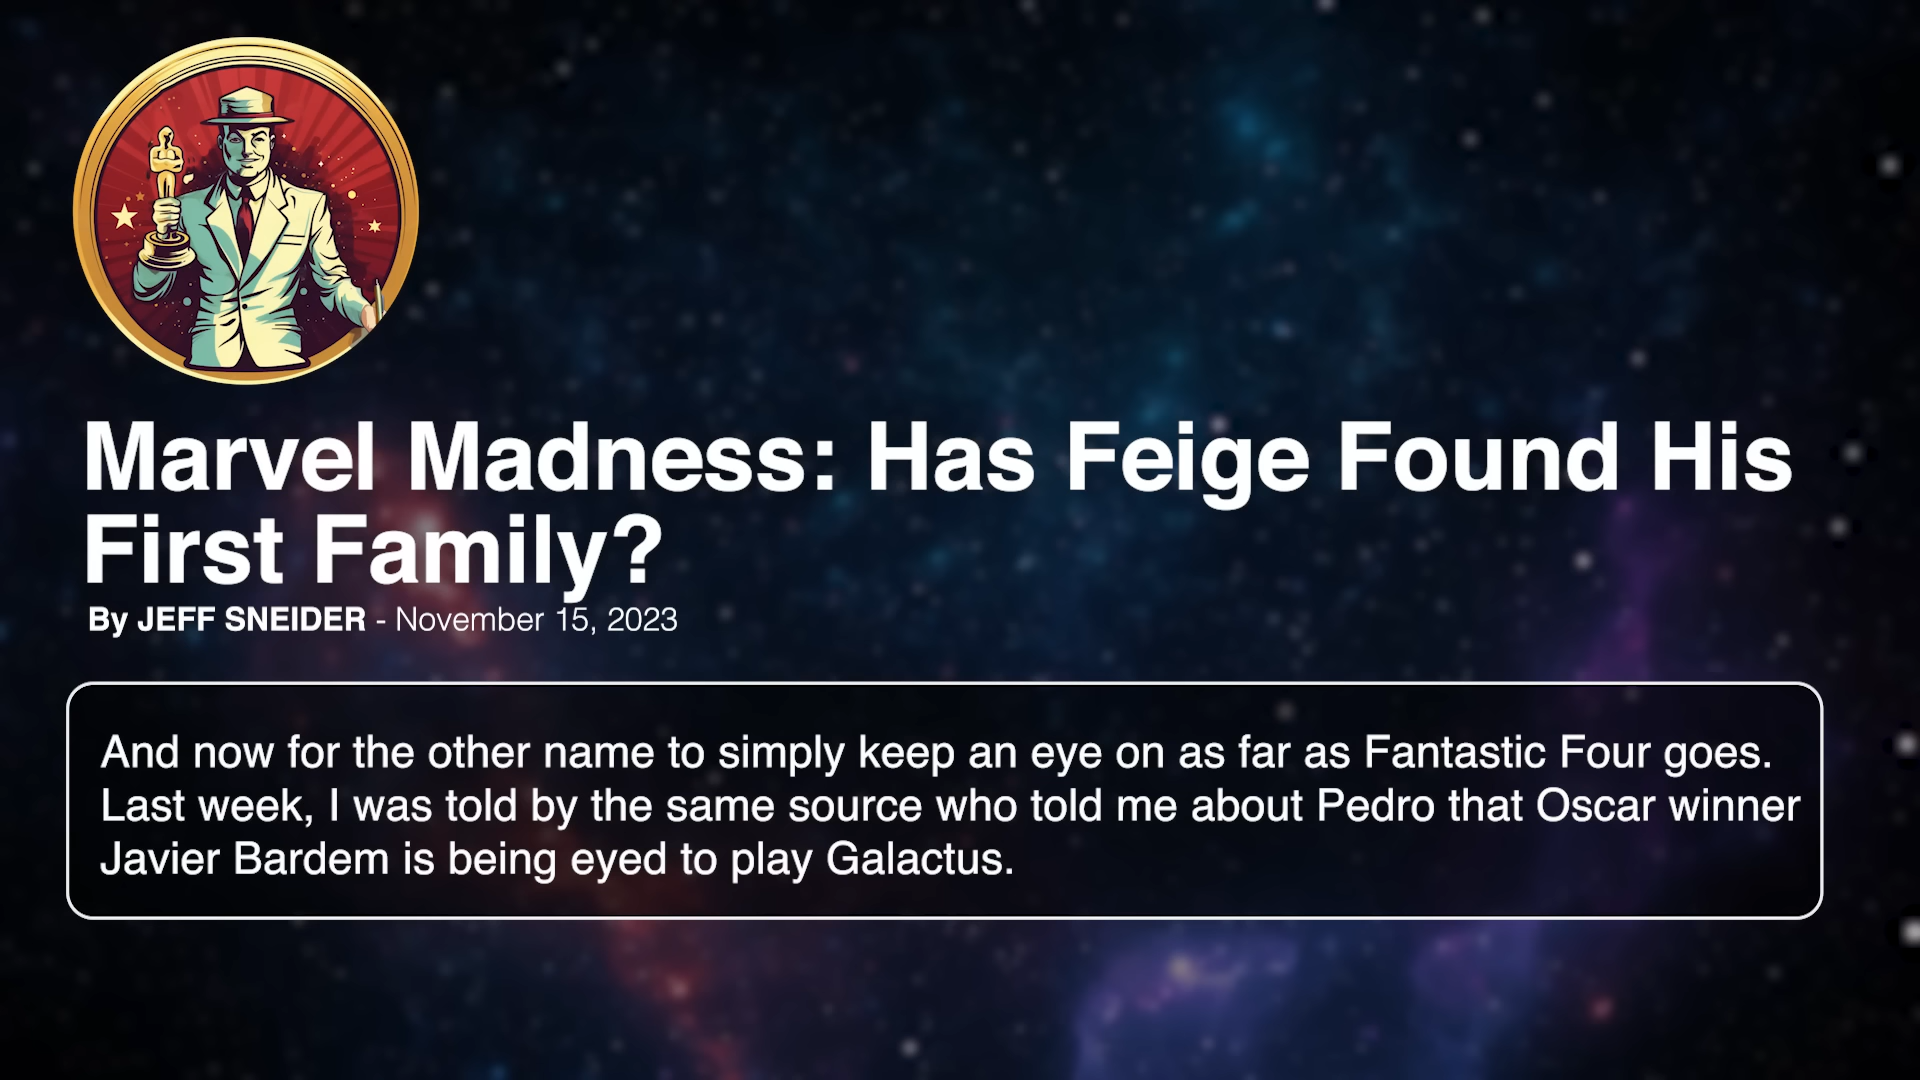 Marvel Madness: Has Feige Found His
First Family?
By JEFF SNEIDER - November 15, 2023
And now for the other name to simply keep an eye on as far as Fantastic Four goes.
Last week, I was told by the same source who told me about Pedro that Oscar winner
Javier Bardem is being eyed to play Galactus.